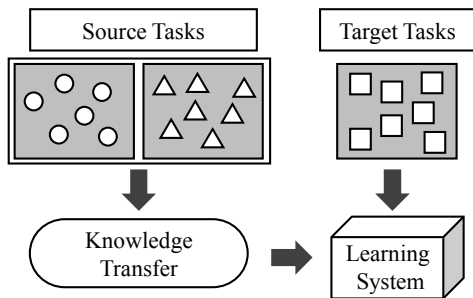 Source Tasks
Target Tasks
Knowledge
Transfer
Learning
System